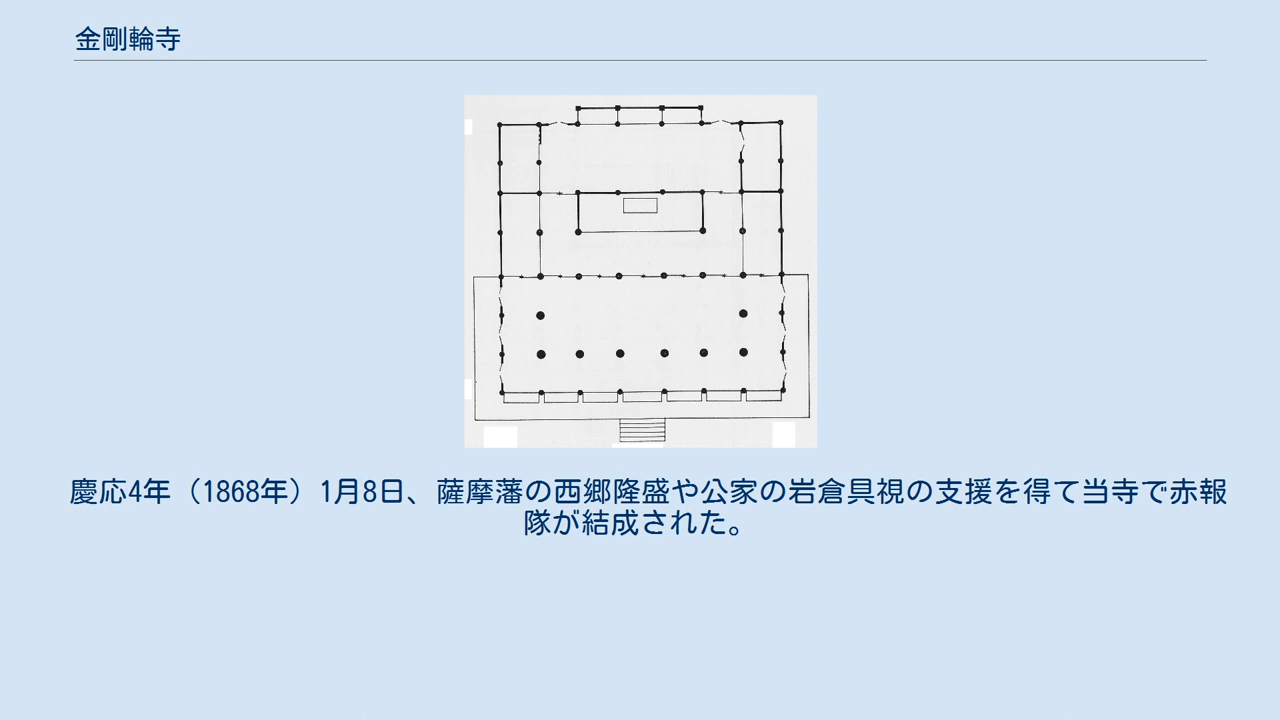 金剛輪寺
慶応4年（1868年）1月8日、薩摩藩の西郷隆盛や公家の岩倉具視の支援を得て当寺で赤報
隊が結成された。